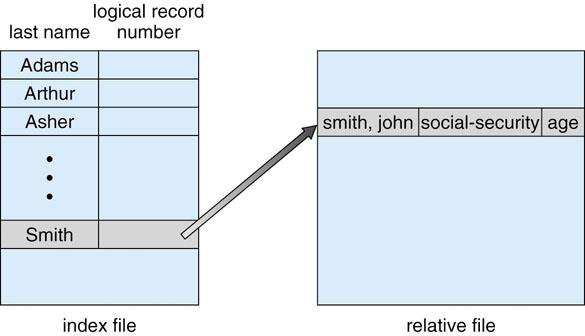 last name
logical record
number
Adams
Arthur
Asher
Smith
index file
smith, john
social-security
age
relative file